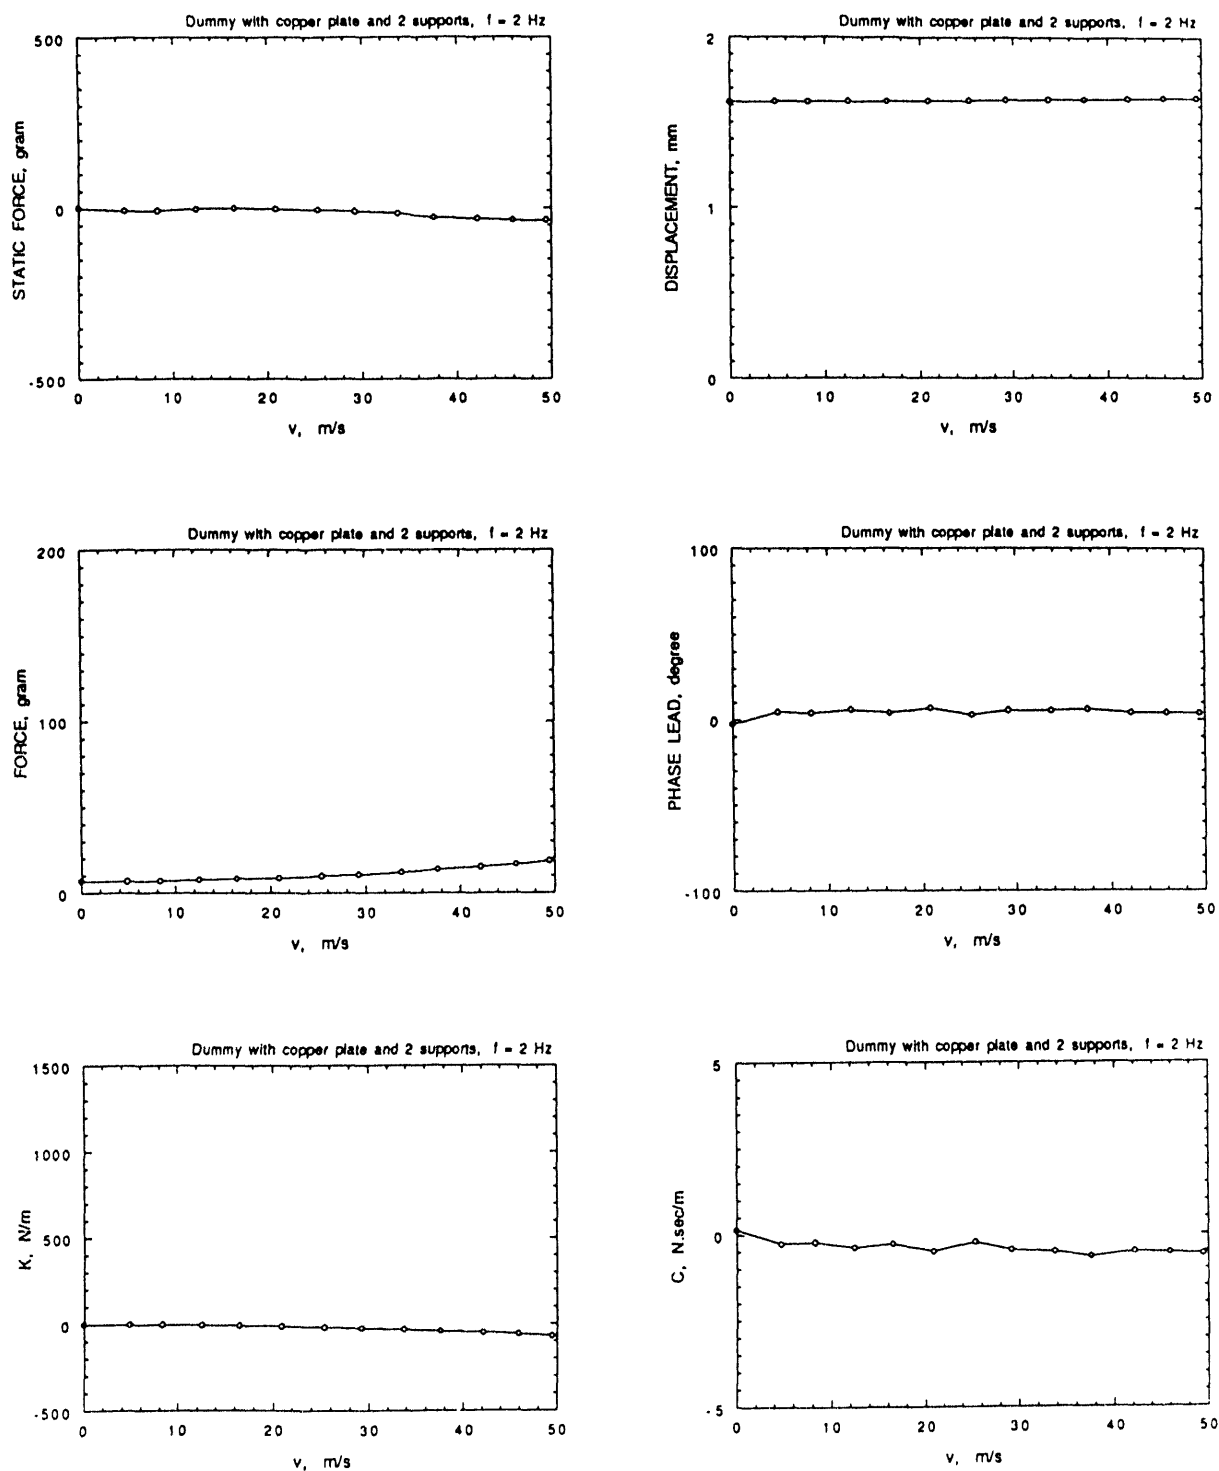 Dummy with copper plate and 2 supports, f = 2 Hz
500
0
-500
STATIC FORCE, gram
0 10 20 30 40 50
v, m/s
Dummy with copper plate and 2 supports, f = 2 Hz
2
1
0
DISPLACEMENT, mm
0 10 20 30 40 50
v, m/s
Dummy with copper plate and 2 supports, f = 2 Hz
200
100
0
FORCE, gram
0 10 20 30 40 50
v, m/s
Dummy with copper plate and 2 supports, f = 2 Hz
100
0
-100
PHASE LEAD, degree
0 10 20 30 40 50
v, m/s
Dummy with copper plate and 2 supports, f = 2 Hz
1500
1000
500
0
-500
K, N/m
0 10 20 30 40 50
v, m/s
Dummy with copper plate and 2 supports, f = 2 Hz
5
0
-5
C, N.sec/m
0 10 20 30 40 50
v, m/s